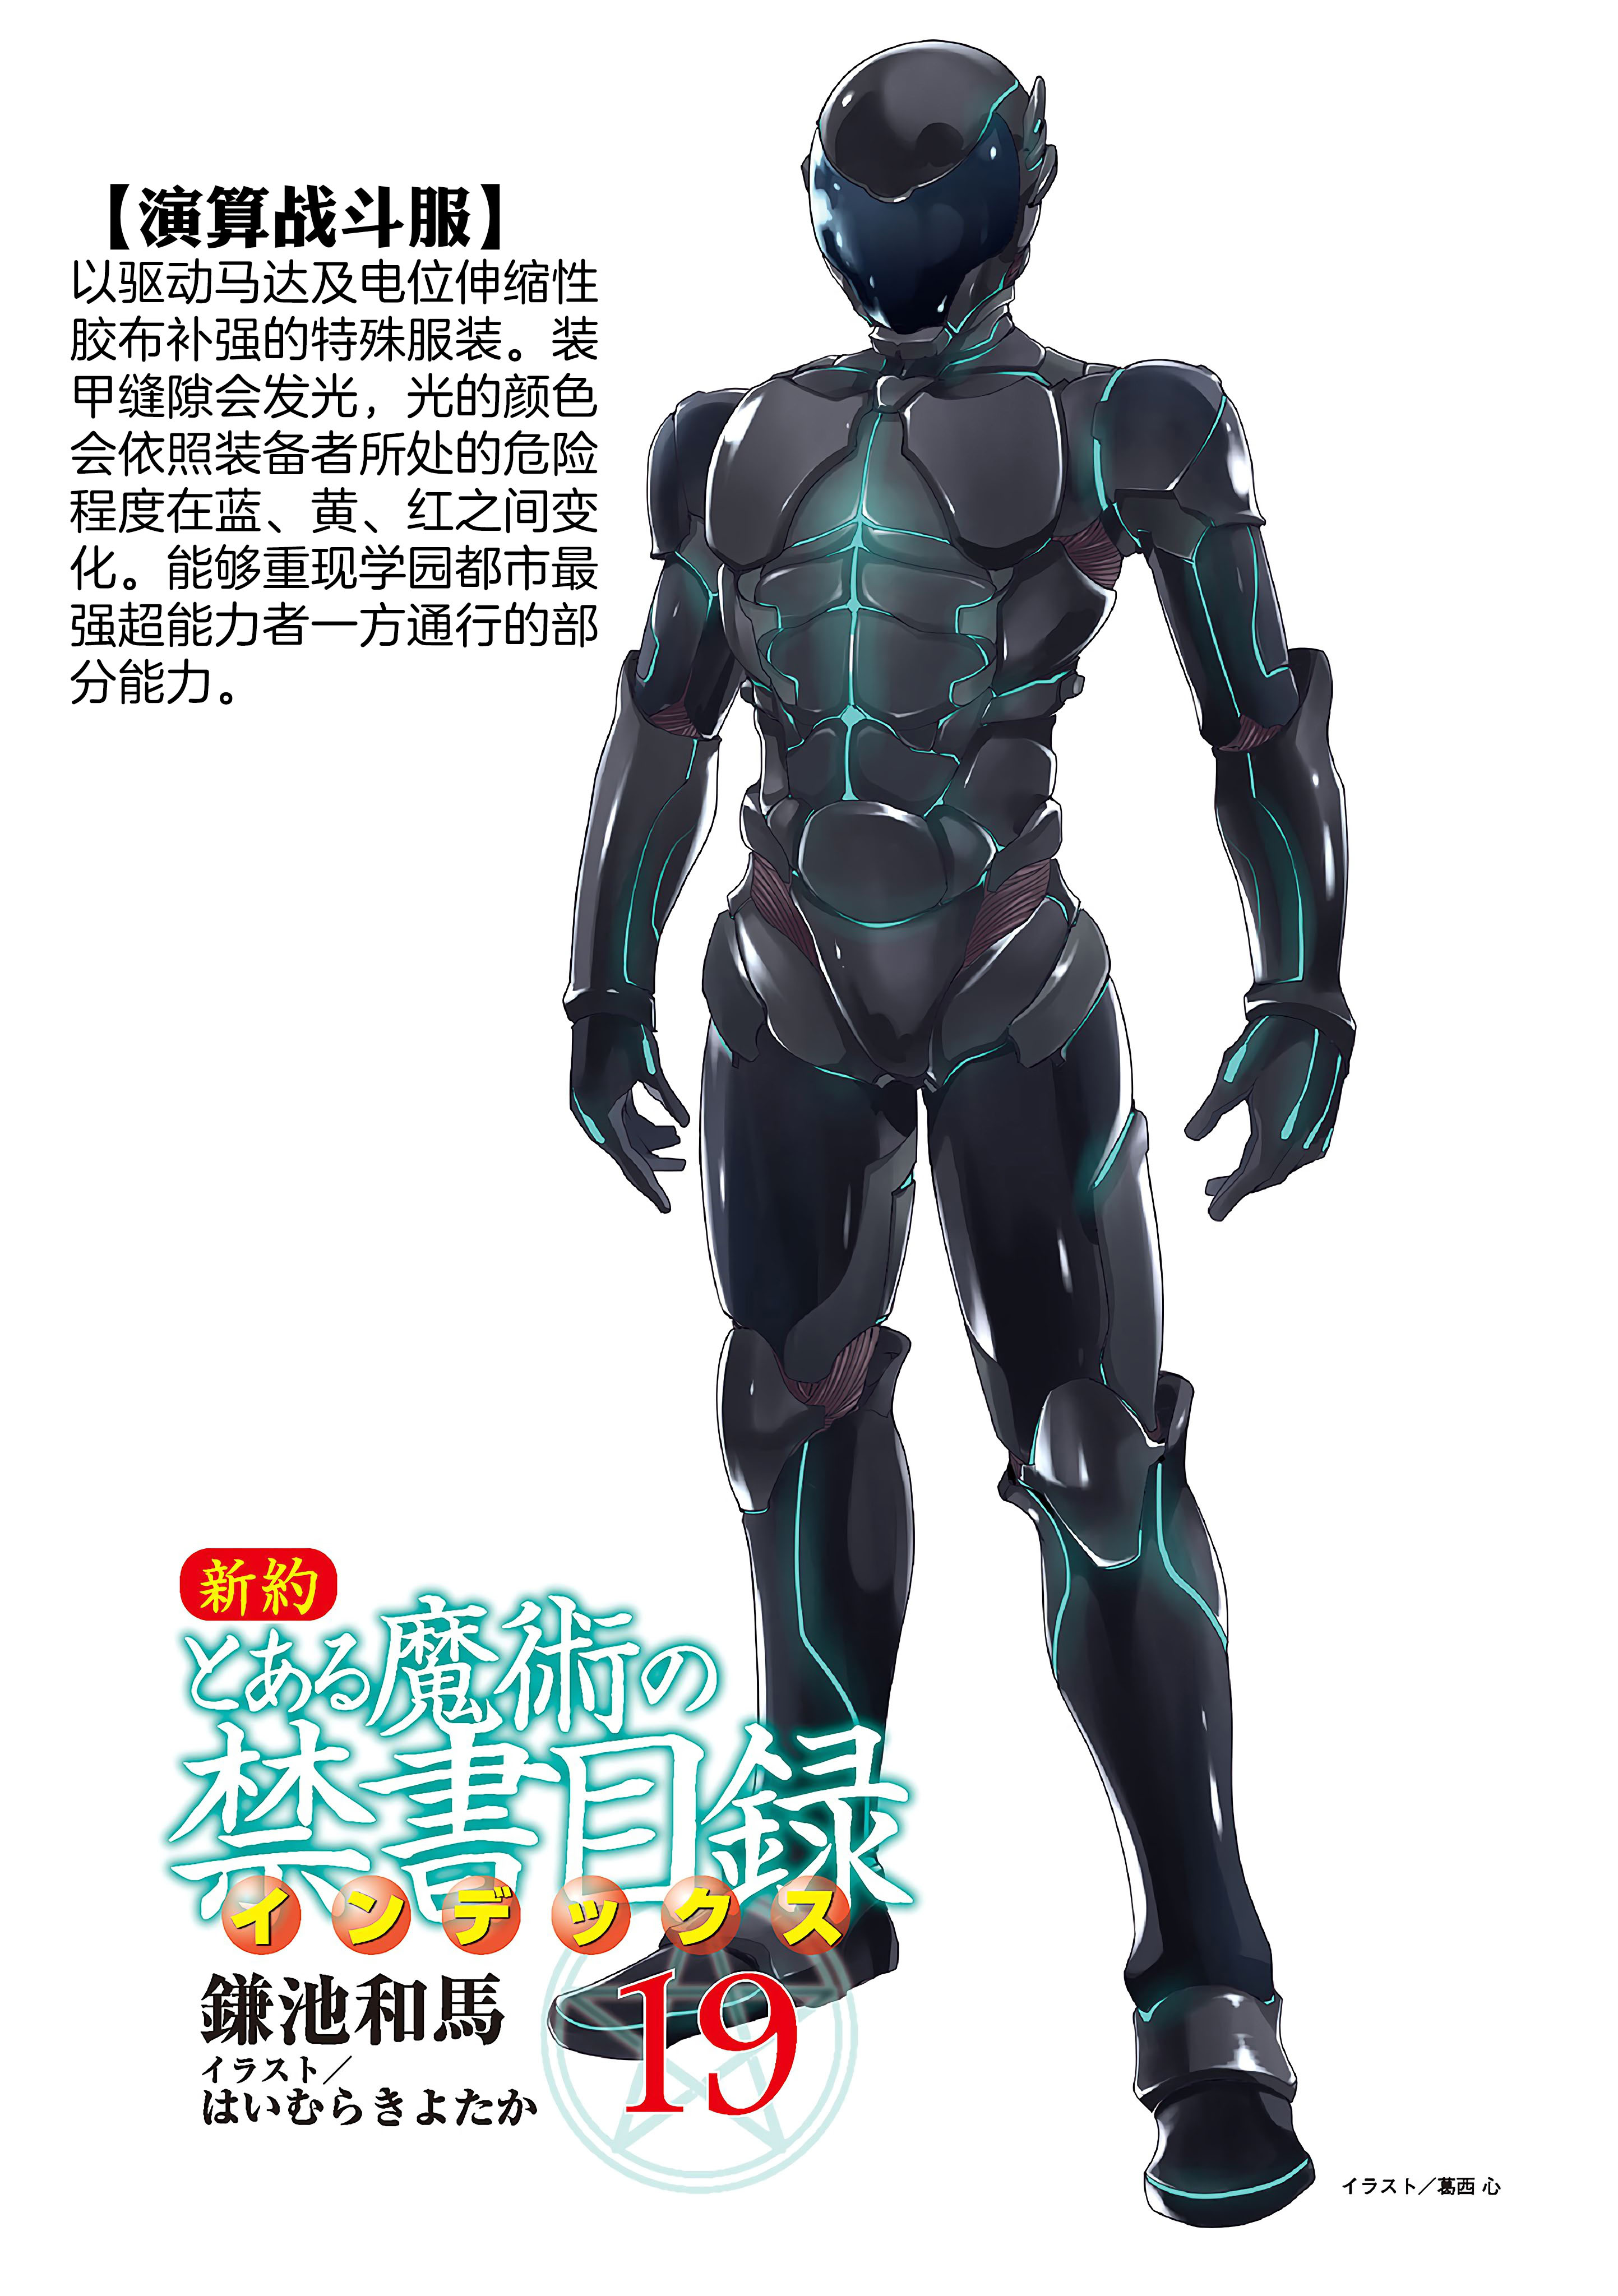 【演算战斗服】
以驱动马达及电位伸缩性
胶布补强的特殊服装。装
甲缝隙会发光，光的颜色
会依照装备者所处的危险
程度在蓝、黄、红之间变
化。能够重现学园都市最
强超能力者一方通行的部
分能力。
新約
とある魔術の
禁書目録
インデックス
19
鎌池和馬
イラスト／
はいむらきよたか
イラスト／葛西 心